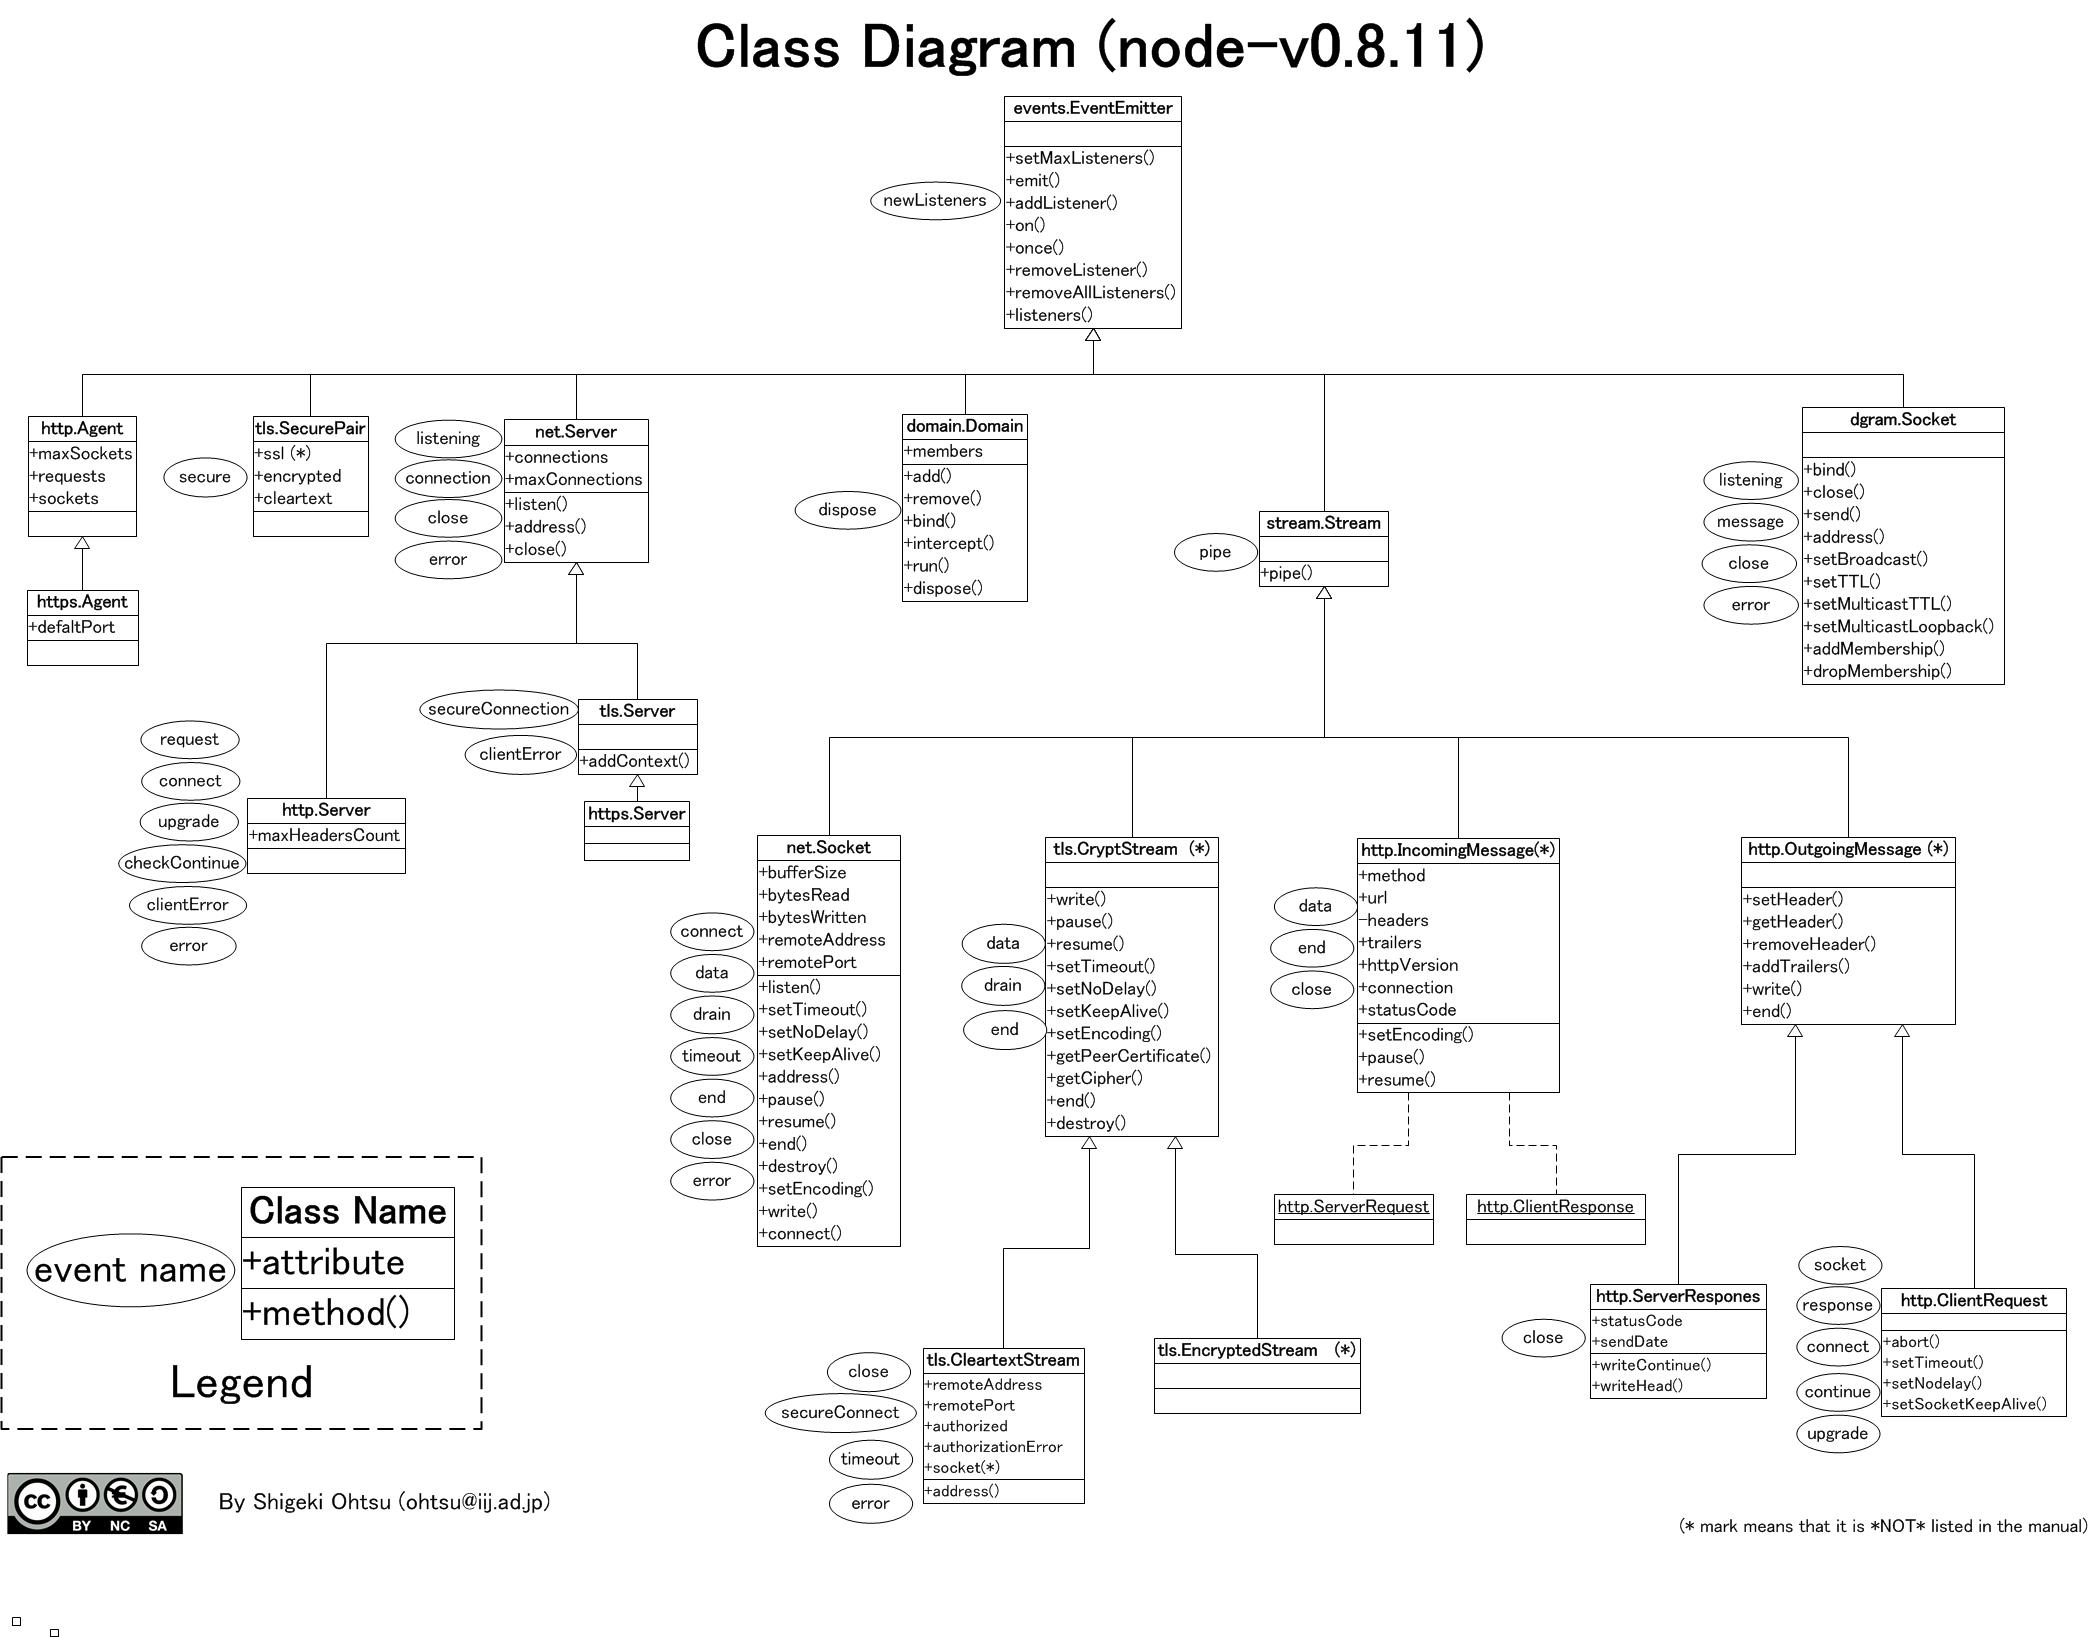 Class Diagram (node-v0.8.11)
events.EventEmitter
+setMaxListeners()
+emit()
+addListener()
+on()
+once()
+removeListener()
+removeAllListeners()
+listeners()
newListeners
http.Agent
+maxSockets
+requests
+sockets
https.Agent
+defaltPort
tls.SecurePair
+ssl (*)
+encrypted
+cleartext
secure
net.Server
+connections
+maxConnections
+listen()
+address()
+close()
listening
connection
close
error
domain.Domain
+members
+add()
+remove()
+bind()
+intercept()
+run()
+dispose()
dispose
stream.Stream
+pipe()
pipe
dgram.Socket
+bind()
+close()
+send()
+address()
+setBroadcast()
+setTTL()
+setMulticastTTL()
+setMulticastLoopback()
+addMembership()
+dropMembership()
listening
message
close
error
http.Server
+maxHeadersCount
request
connect
upgrade
checkContinue
clientError
error
tls.Server
+addContext()
secureConnection
clientError
https.Server
net.Socket
+bufferSize
+bytesRead
+bytesWritten
+remoteAddress
+remotePort
+listen()
+setTimeout()
+setNoDelay()
+setKeepAlive()
+address()
+pause()
+resume()
+end()
+destroy()
+setEncoding()
+write()
+connect()
connect
data
drain
timeout
end
close
error
tls.CryptStream (*)
+write()
+pause()
+resume()
+setTimeout()
+setNoDelay()
+setKeepAlive()
+setEncoding()
+getPeerCertificate()
+getCipher()
+end()
+destroy()
data
drain
end
http.IncomingMessage(*)
+method
+url
-headers
+trailers
+httpVersion
+connection
+statusCode
+setEncoding()
+pause()
+resume()
data
end
close
http.OutgoingMessage (*)
+setHeader()
+getHeader()
+removeHeader()
+addTrailers()
+write()
+end()
http.ServerRequest
http.ClientResponse
http.ServerRespones
+statusCode
+sendDate
+writeContinue()
+writeHead()
close
http.ClientRequest
+abort()
+setTimeout()
+setNodelay()
+setSocketKeepAlive()
socket
response
connect
continue
upgrade
tls.CleartextStream
+remoteAddress
+remotePort
+authorized
+authorizationError
+socket(*)
+address()
close
secureConnect
timeout
error
tls.EncryptedStream (*)
Class Name
+attribute
+method()
event name
Legend
cc
BY NC SA
By Shigeki Ohtsu (ohtsu@iij.ad.jp)
(* mark means that it is *NOT* listed in the manual)